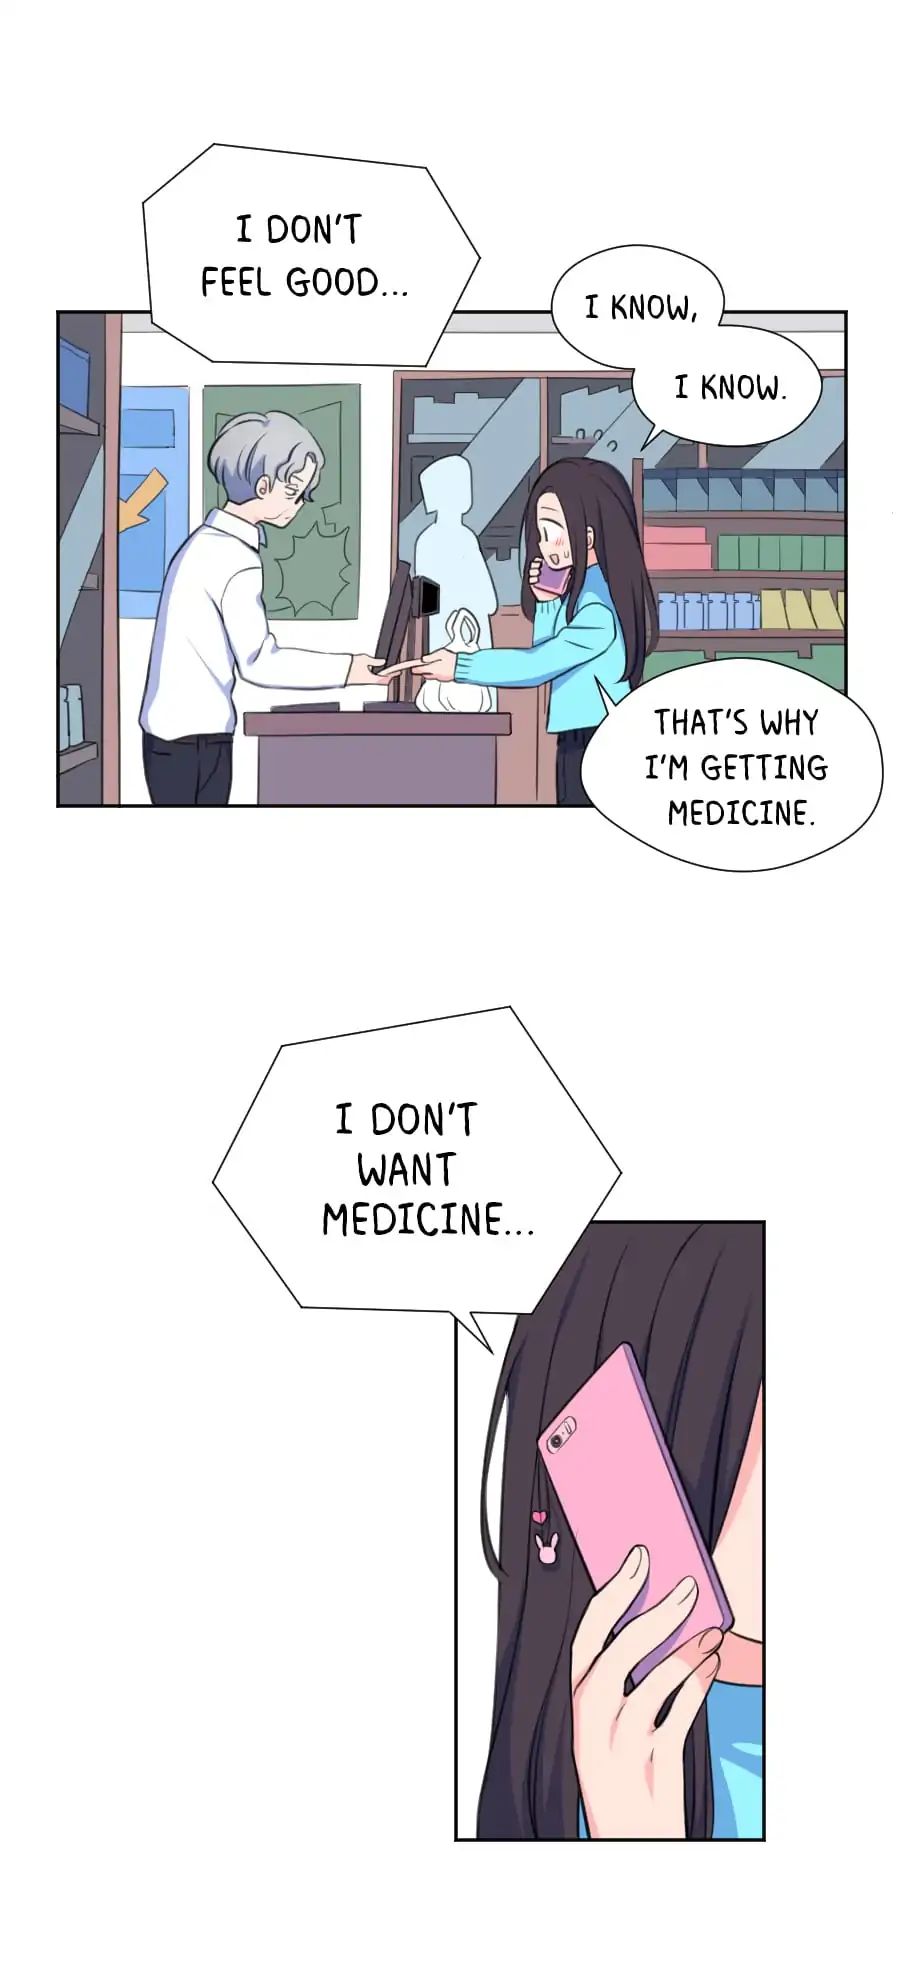 I DON'T
FEEL GOOD...
I KNOW,
I KNOW.
THAT'S WHY
I'M GETTING
MEDICINE.
I DON'T
WANT
MEDICINE...